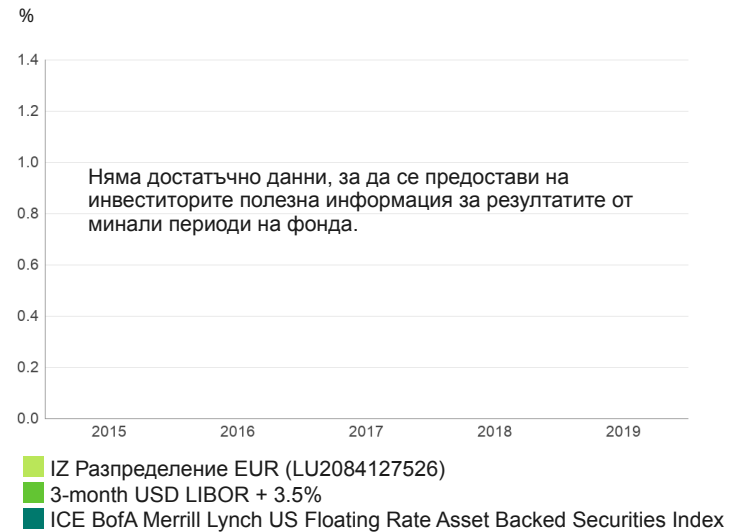 %
1.4
1.2
1.0
Няма достатъчно данни, за да се предостави на
инвеститорите полезна информация за резултатите от
0.8
минали периоди на фонда.
0.6
0.4
0.2
0.0
2015 2016 2017 2018 2019
IZ Разпределение EUR (LU2084127526)
3-month USD LIBOR + 3.5%
ICE BofA Merrill Lynch US Floating Rate Asset Backed Securities Index